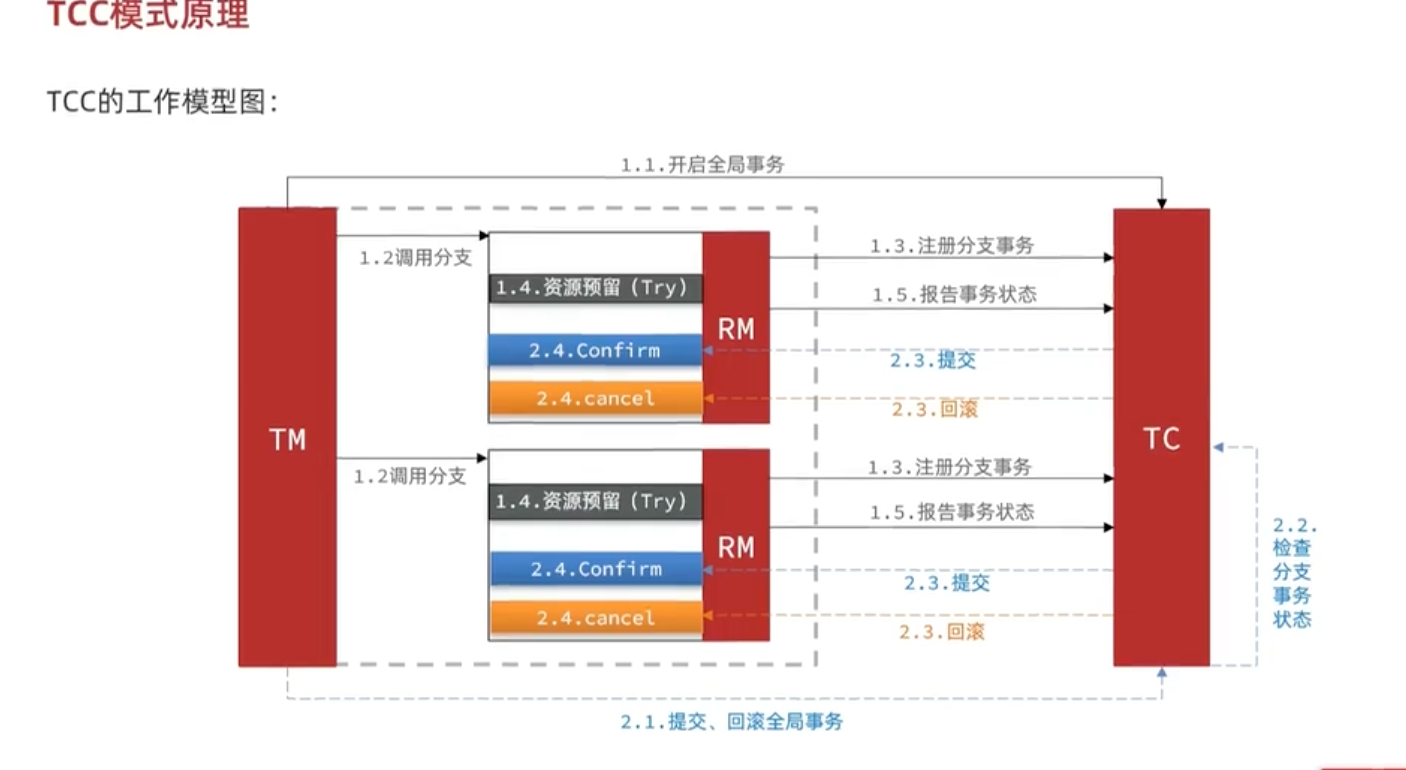 TCC模式原理
TCC的工作模型图：
1.1.开启全局事务
1.2调用分支
1.3.注册分支事务
1.4.资源预留（Try）
1.5.报告事务状态
RM
2.4.Confirm
2.3.提交
2.4.cancel
2.3.回滚
TM
TC
1.2调用分支
1.3.注册分支事务
1.4.资源预留（Try）
1.5.报告事务状态
RM
2.4.Confirm
2.3.提交
2.4.cancel
2.3.回滚
2.2.
检查
分支
事务
状态
2.1.提交、回滚全局事务